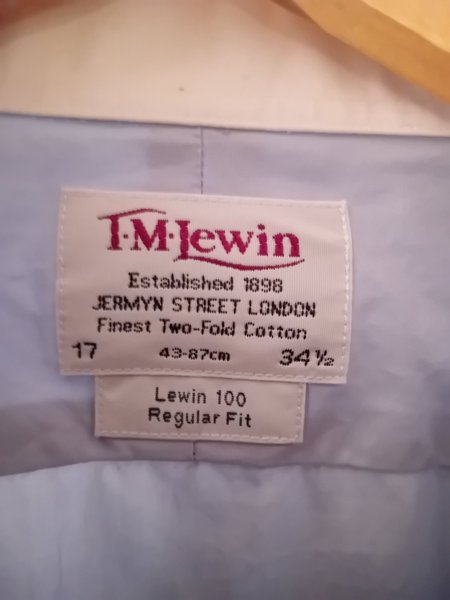 T·M·Lewin
Established 1898
JERMYN STREET LONDON
Finest Two-Fold Cotton
17 43-87cm 34½
Lewin 100
Regular Fit